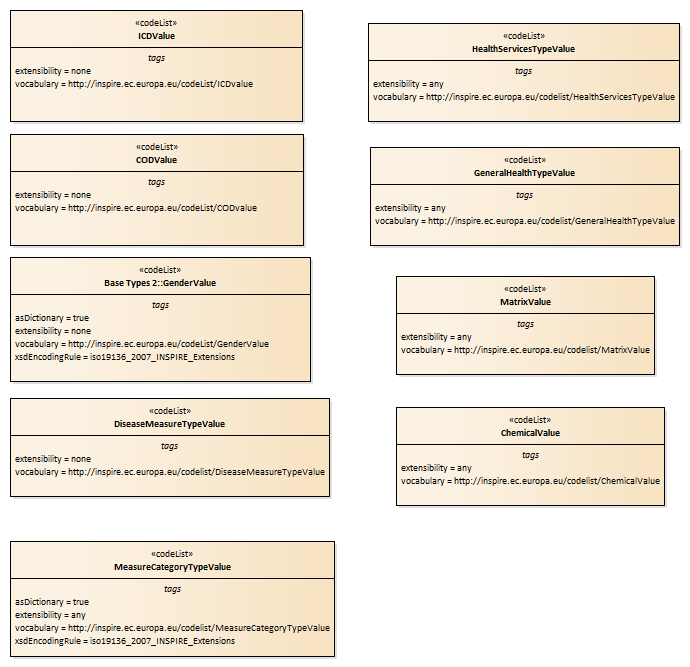 «codeList»
ICDValue
tags
extensibility = none
vocabulary = http://inspire.ec.europa.eu/codeList/ICDvalue
«codeList»
CODValue
tags
extensibility = none
vocabulary = http://inspire.ec.europa.eu/codeList/CODvalue
«codeList»
Base Types 2::GenderValue
tags
asDictionary = true
extensibility = none
vocabulary = http://inspire.ec.europa.eu/codeList/GenderValue
xsdEncodingRule = iso19136_2007_INSPIRE_Extensions
«codeList»
DiseaseMeasureTypeValue
tags
extensibility = none
vocabulary = http://inspire.ec.europa.eu/codelist/DiseaseMeasureTypeValue
«codeList»
MeasureCategoryTypeValue
tags
asDictionary = true
extensibility = any
vocabulary = http://inspire.ec.europa.eu/codelist/MeasureCategoryTypeValue
xsdEncodingRule = iso19136_2007_INSPIRE_Extensions
«codeList»
HealthServicesTypeValue
tags
extensibility = any
vocabulary = http://inspire.ec.europa.eu/codelist/HealthServicesTypeValue
«codeList»
GeneralHealthTypeValue
tags
extensibility = any
vocabulary = http://inspire.ec.europa.eu/codelist/GeneralHealthTypeValue
«codeList»
MatrixValue
tags
extensibility = any
vocabulary = http://inspire.ec.europa.eu/codelist/MatrixValue
«codeList»
ChemicalValue
tags
extensibility = any
vocabulary = http://inspire.ec.europa.eu/codelist/ChemicalValue